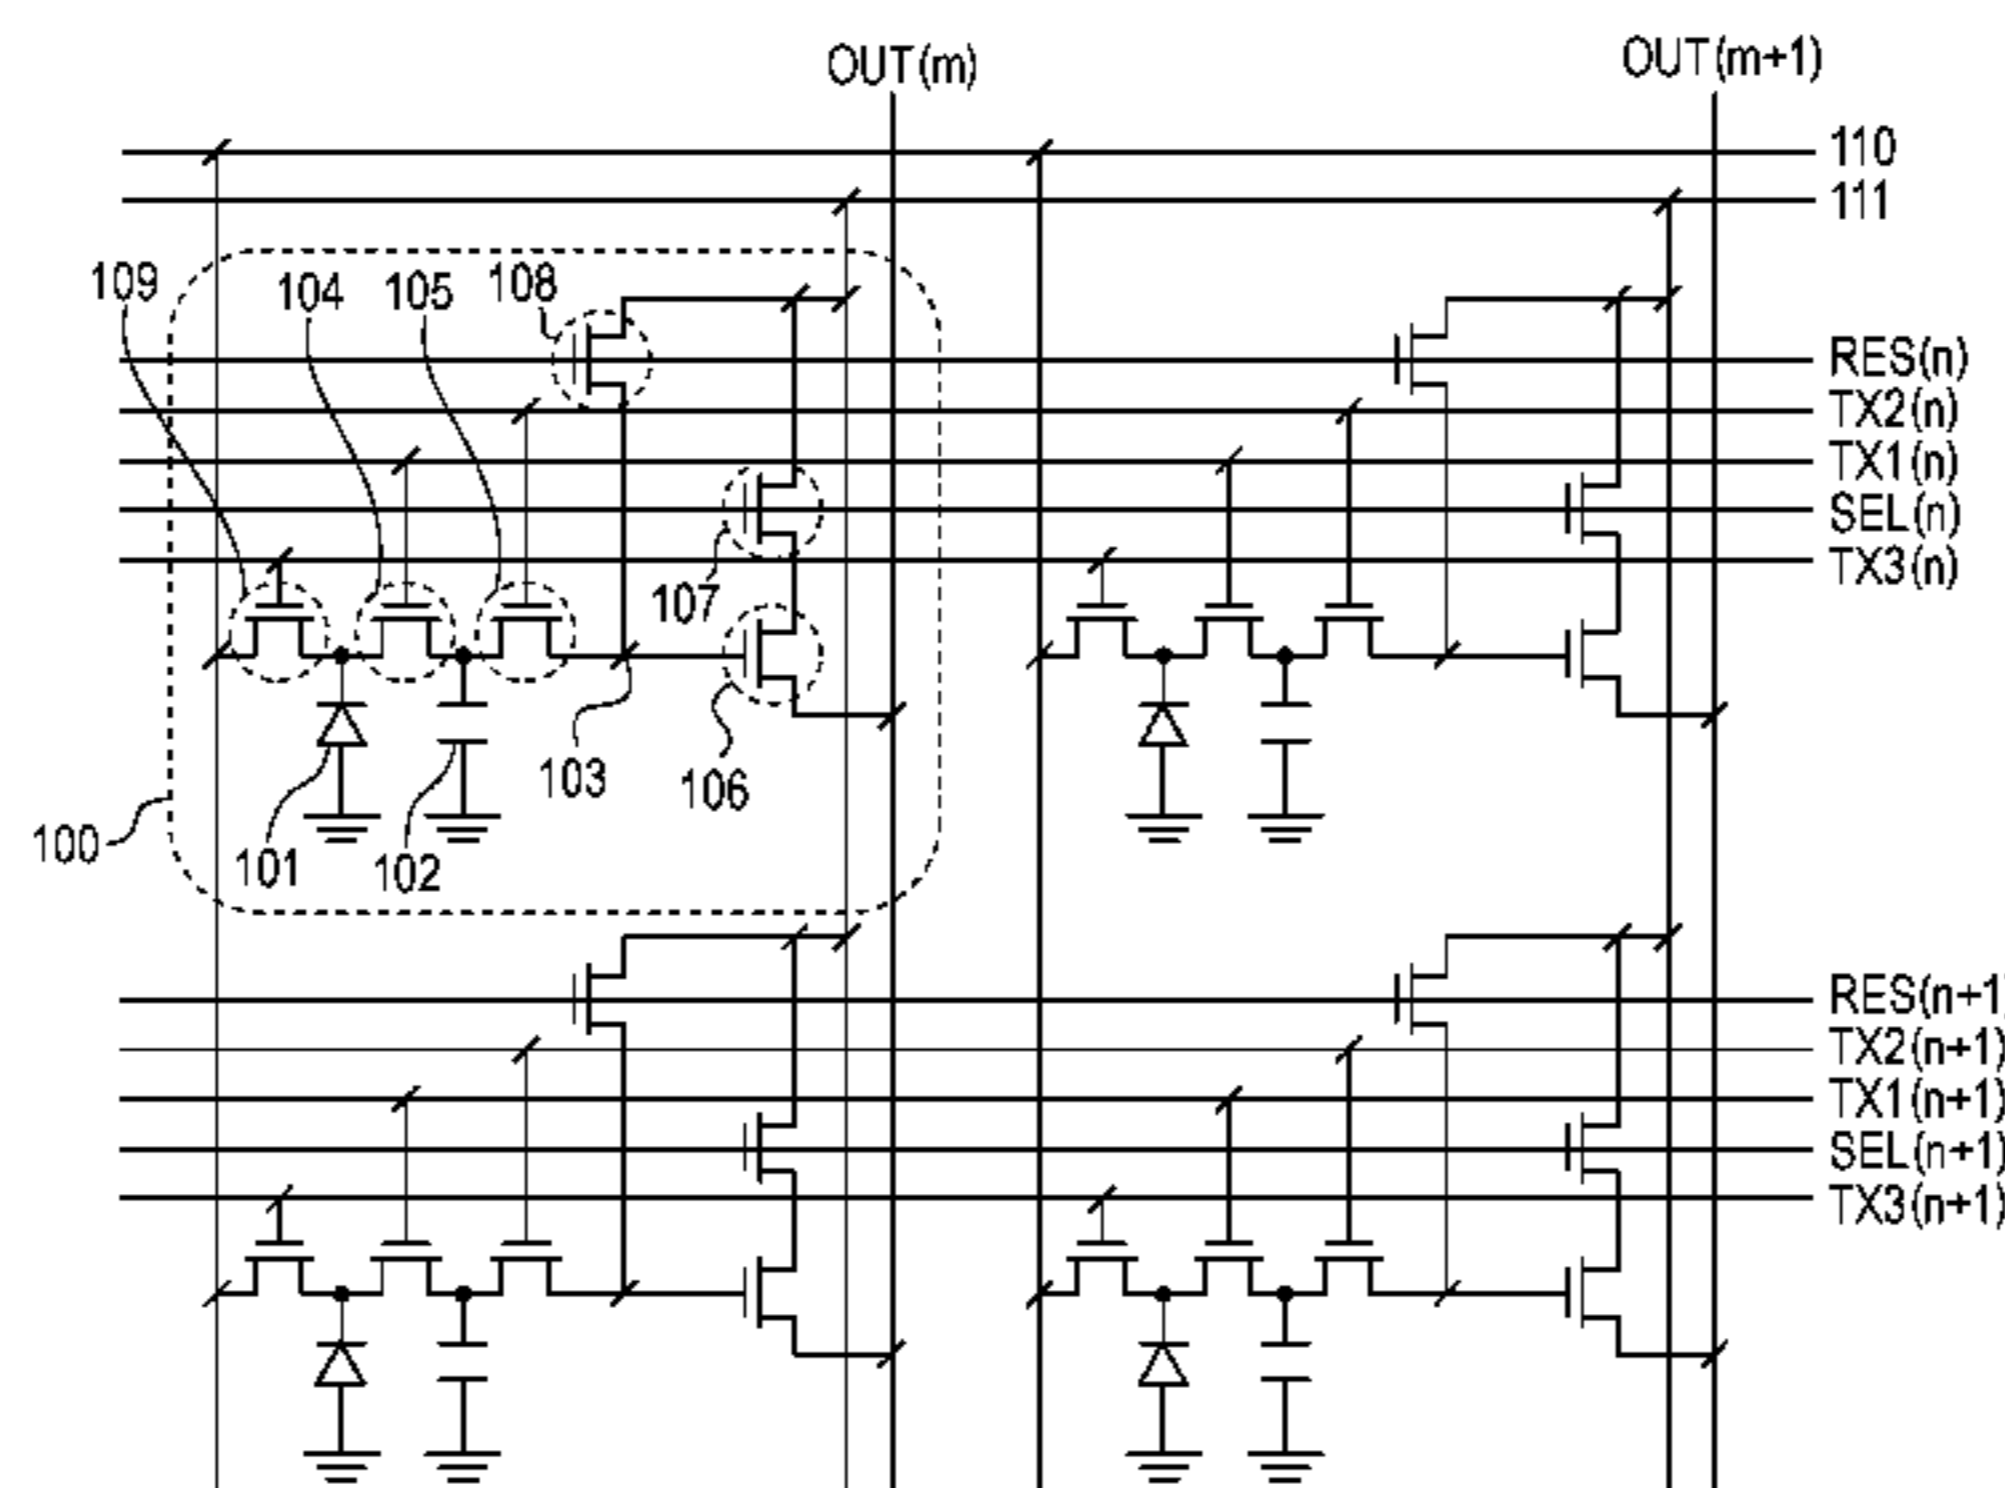 OUT(m)
OUT(m+1)
110
111
109
104
105
108
RES(n)
TX2(n)
TX1(n)
SEL(n)
TX3(n)
107
103
106
100
101
102
RES(n+1)
TX2(n+1)
TX1(n+1)
SEL(n+1)
TX3(n+1)